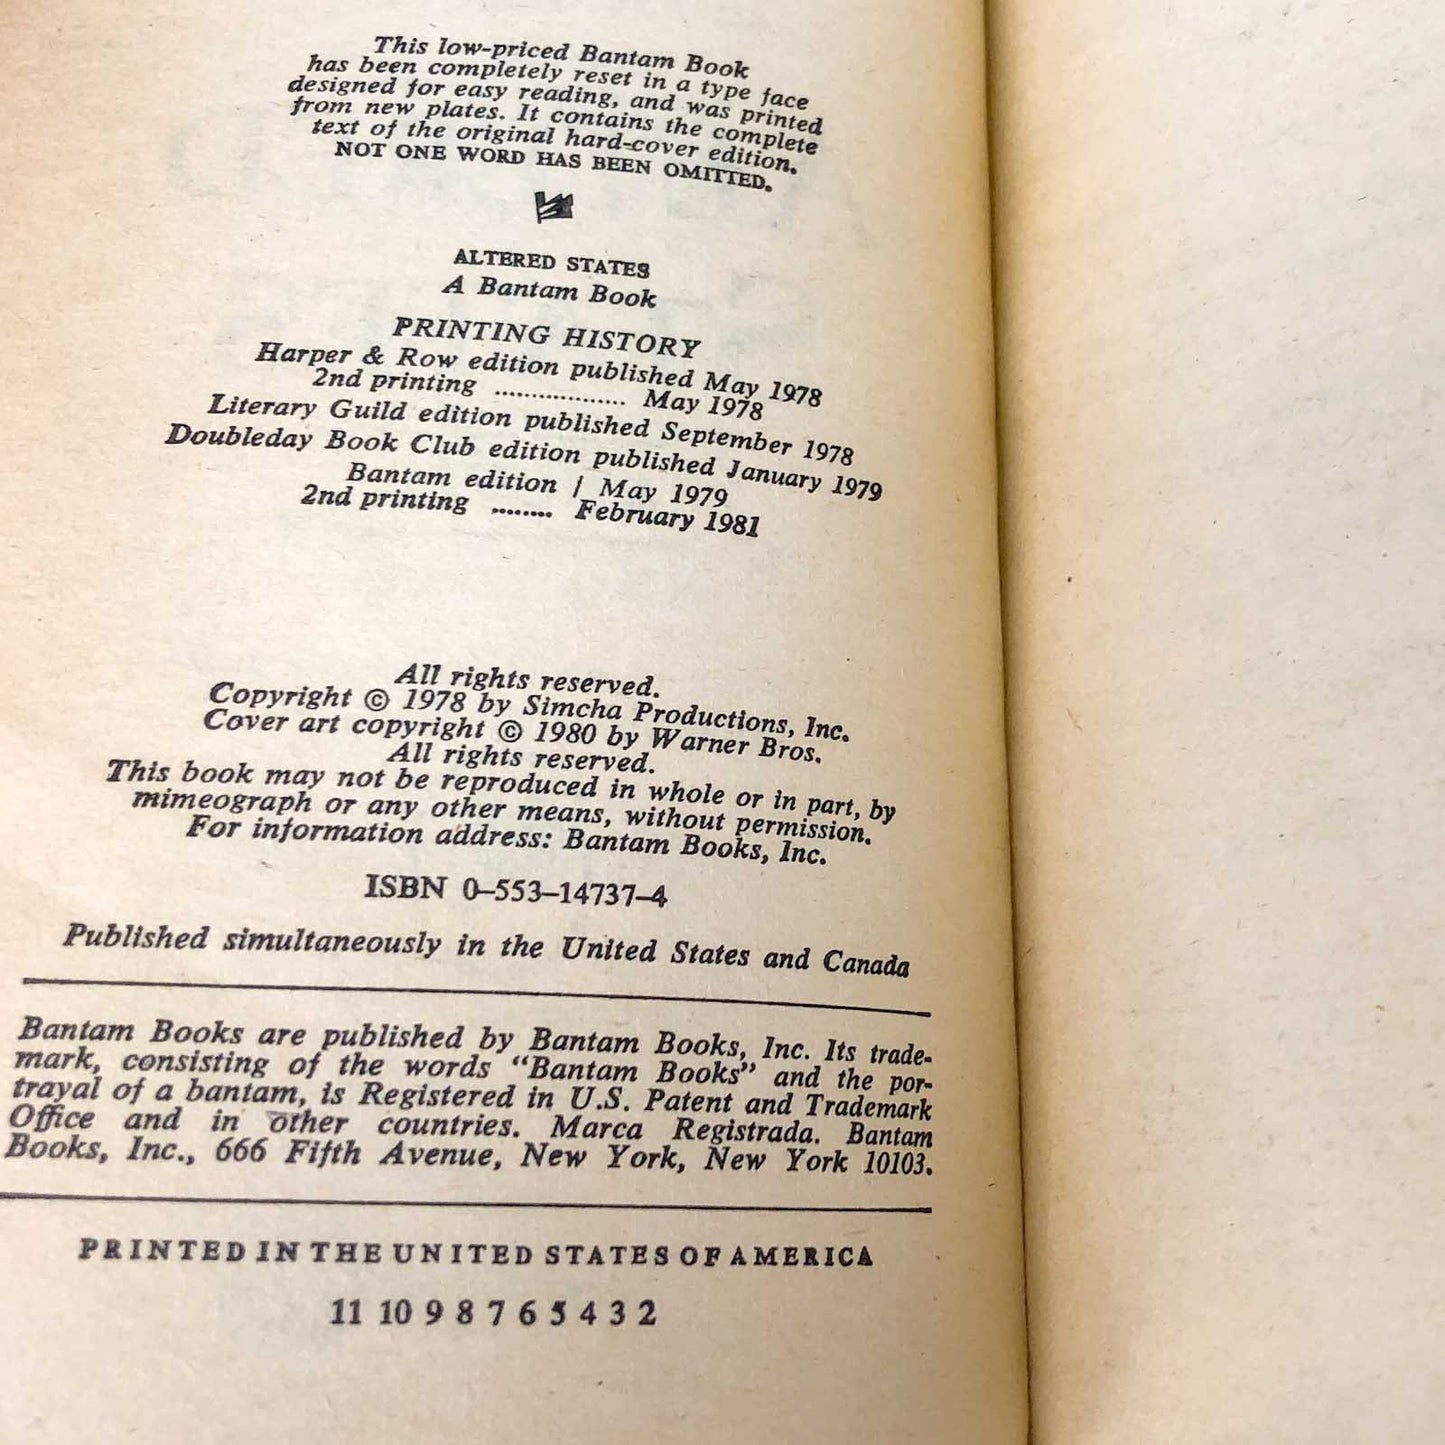 This low-priced Bantam Book
has been completely reset in a type face
designed for easy reading, and was printed
from new plates. It contains the complete
text of the original hard-cover edition.
NOT ONE WORD HAS BEEN OMITTED.
ALTERED STATES
A Bantam Book
PRINTING HISTORY
Harper & Row edition published May 1978
2nd printing .................. May 1978
Literary Guild edition published September 1978
Doubleday Book Club edition published January 1979
Bantam edition / May 1979
2nd printing ........ February 1981
All rights reserved.
Copyright © 1978 by Simcha Productions, Inc.
Cover art copyright © 1980 by Warner Bros.
All rights reserved.
This book may not be reproduced in whole or in part, by
mimeograph or any other means, without permission.
For information address: Bantam Books, Inc.
ISBN 0-553-14737-4
Published simultaneously in the United States and Canada
Bantam Books are published by Bantam Books, Inc. Its trade-
mark, consisting of the words "Bantam Books" and the por-
trayal of a bantam, is Registered in U.S. Patent and Trademark
Office and in other countries. Marca Registrada. Bantam
Books, Inc., 666 Fifth Avenue, New York, New York 10103.
PRINTED IN THE UNITED STATES OF AMERICA
11 10 9 8 7 6 5 4 3 2